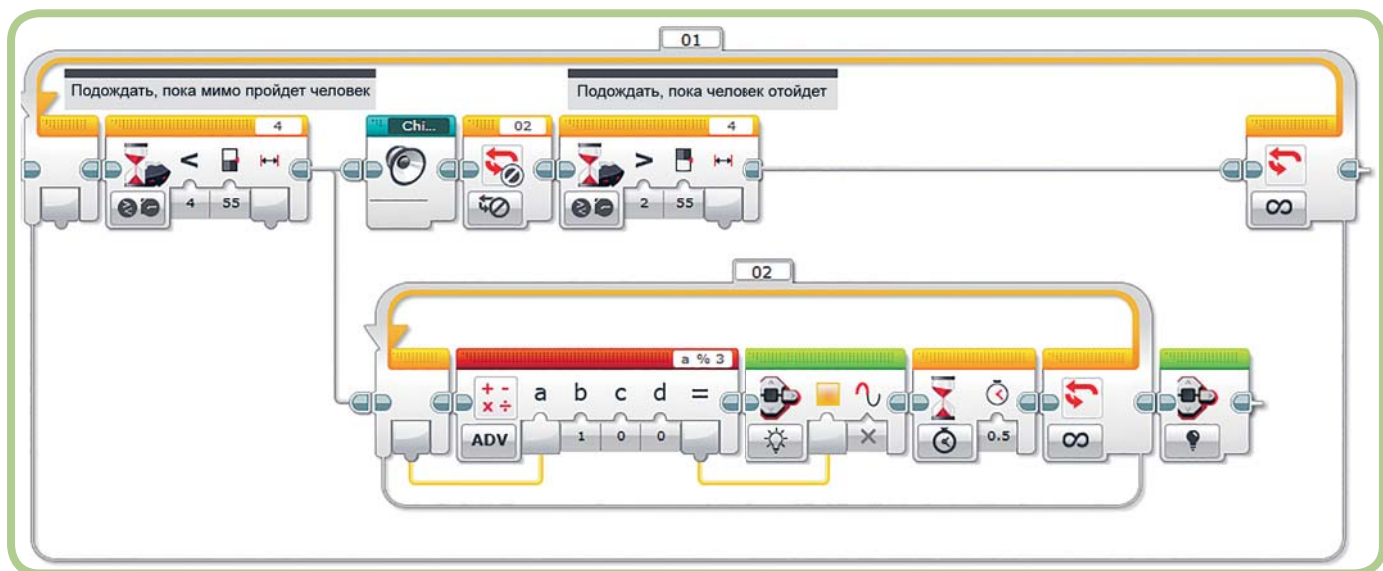 01
Подождать, пока мимо пройдет человек
Подождать, пока человек отойдет
4
Chi...
02
4
<
>
4 55
2 55
∞
02
a % 3
+ - × ÷
a b c d =
ADV
1 0 0
0.5
∞